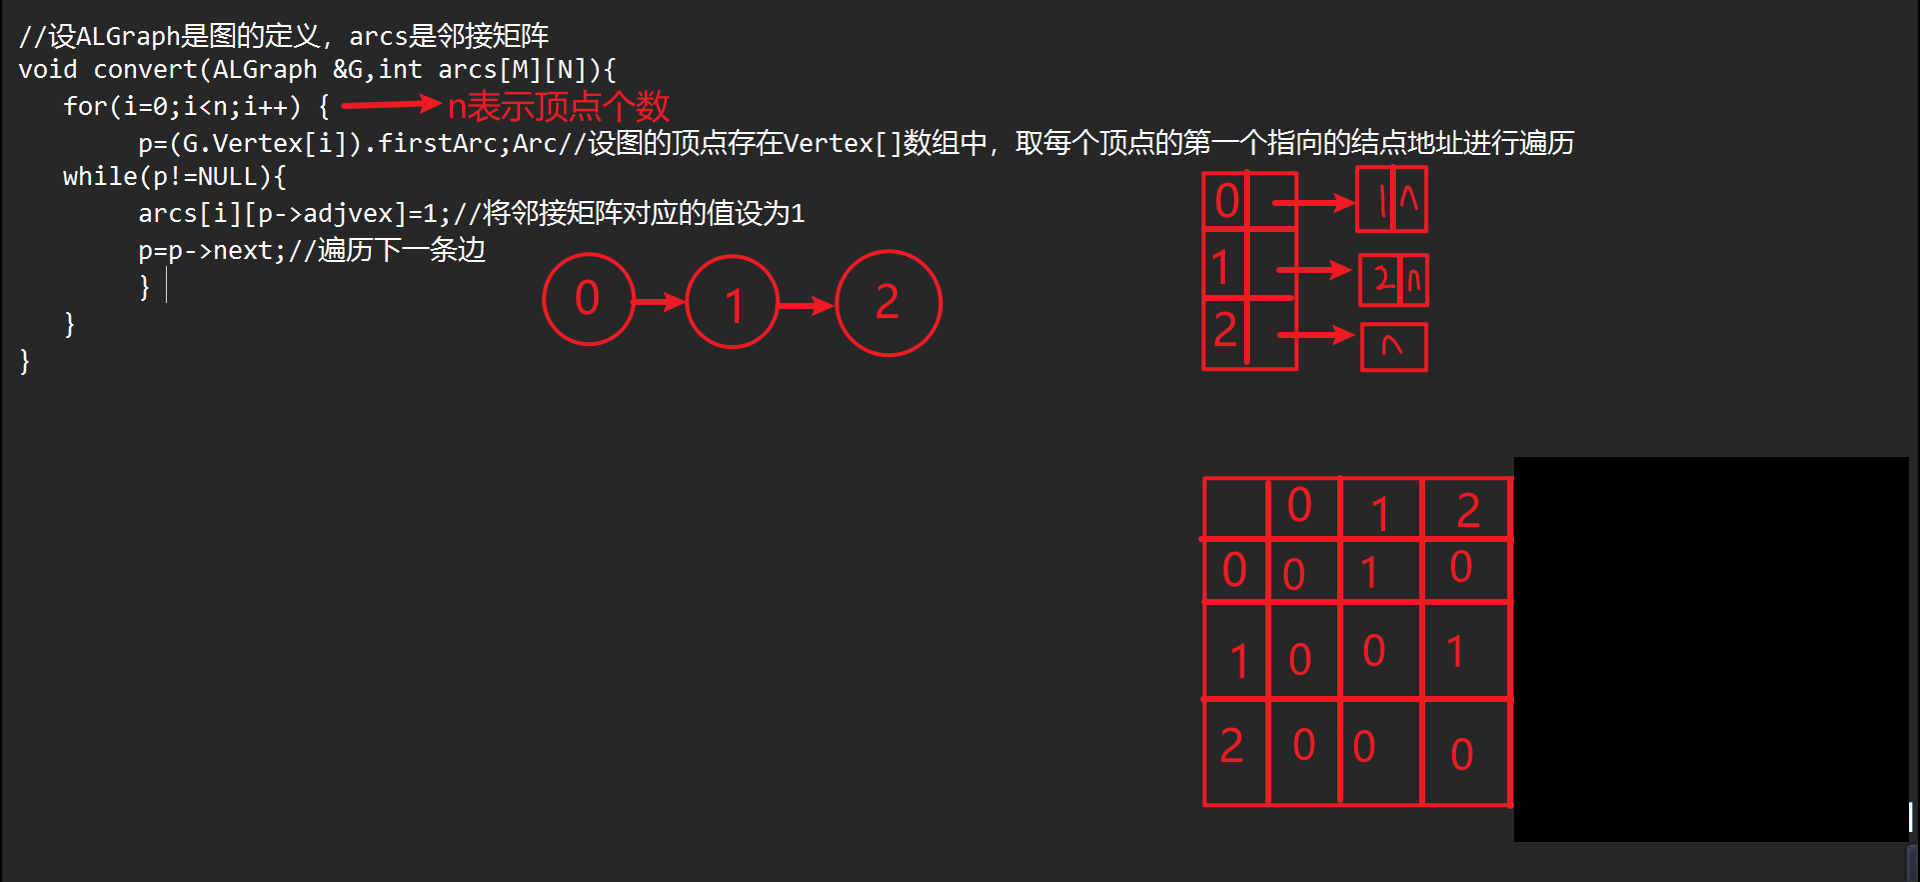 //设ALGraph是图的定义，arcs是邻接矩阵
void convert(ALGraph &G,int arcs[M][N]){
for(i=0;i<n;i++) {
n表示顶点个数
p=(G.Vertex[i]).firstArc;Arc//设图的顶点存在Vertex[]数组中，取每个顶点的第一个指向的结点地址进行遍历
while(p!=NULL){
arcs[i][p->adjvex]=1;//将邻接矩阵对应的值设为1
p=p->next;//遍历下一条边
}
}
}
0 1 2
0 1
1 2 n
2
0 1 2
0 0 1 0
1 0 0 1
2 0 0 0